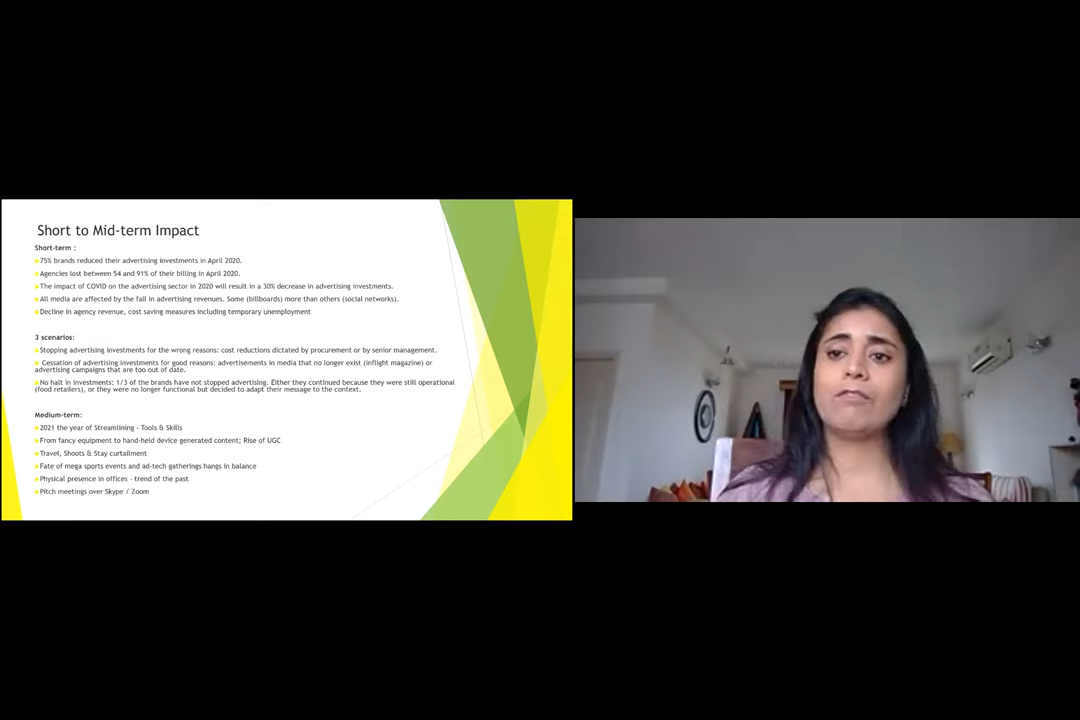 Short to Mid-term Impact
Short-term :
75% brands reduced their advertising investments in April 2020.
Agencies lost between 54 and 91% of their billing in April 2020.
The impact of COVID on the advertising sector in 2020 will result in a 30% decrease in advertising investments.
All media are affected by the fall in advertising revenues. Some (billboards) more than others (social networks).
Decline in agency revenue, cost saving measures including temporary unemployment
3 scenarios:
Stopping advertising investments for the wrong reasons: cost reductions dictated by procurement or by senior management.
Cessation of advertising investments for good reasons: advertisements in media that no longer exist (inflight magazine) or
advertising campaigns that are too out of date.
No halt in investments: 1/3 of the brands have not stopped advertising. Either they continued because they were still operational
(food retailers), or they were no longer functional but decided to adapt their message to the context.
Medium-term:
2021 the year of Streamlining - Tools & Skills
From fancy equipment to hand-held device generated content; Rise of UGC
Travel, Shoots & Stay curtailment
Fate of mega sports events and ad-tech gatherings hangs in balance
Physical presence in offices - trend of the past
Pitch meetings over Skype / Zoom